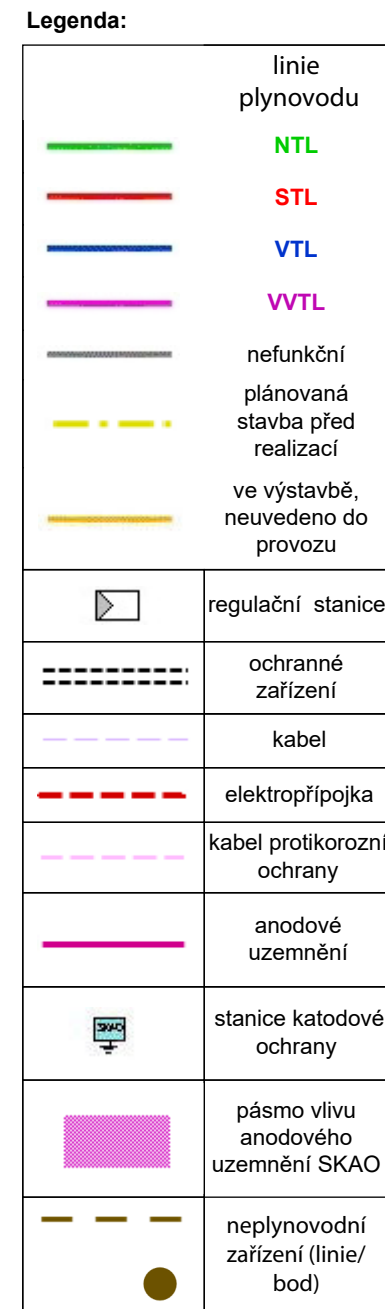 Legenda:
linie
plynovodu
NTL
STL
VTL
VVTL
nefunkční
plánovaná
stavba před
realizací
ve výstavbě,
neuvedeno do
provozu
regulační stanice
ochranné
zařízení
kabel
elektropřípojka
kabel protikorozní
ochrany
anodové
uzemnění
SKAO
stanice katodové
ochrany
pásmo vlivu
anodového
uzemnění SKAO
neplynovodní
zařízení (linie/
bod)